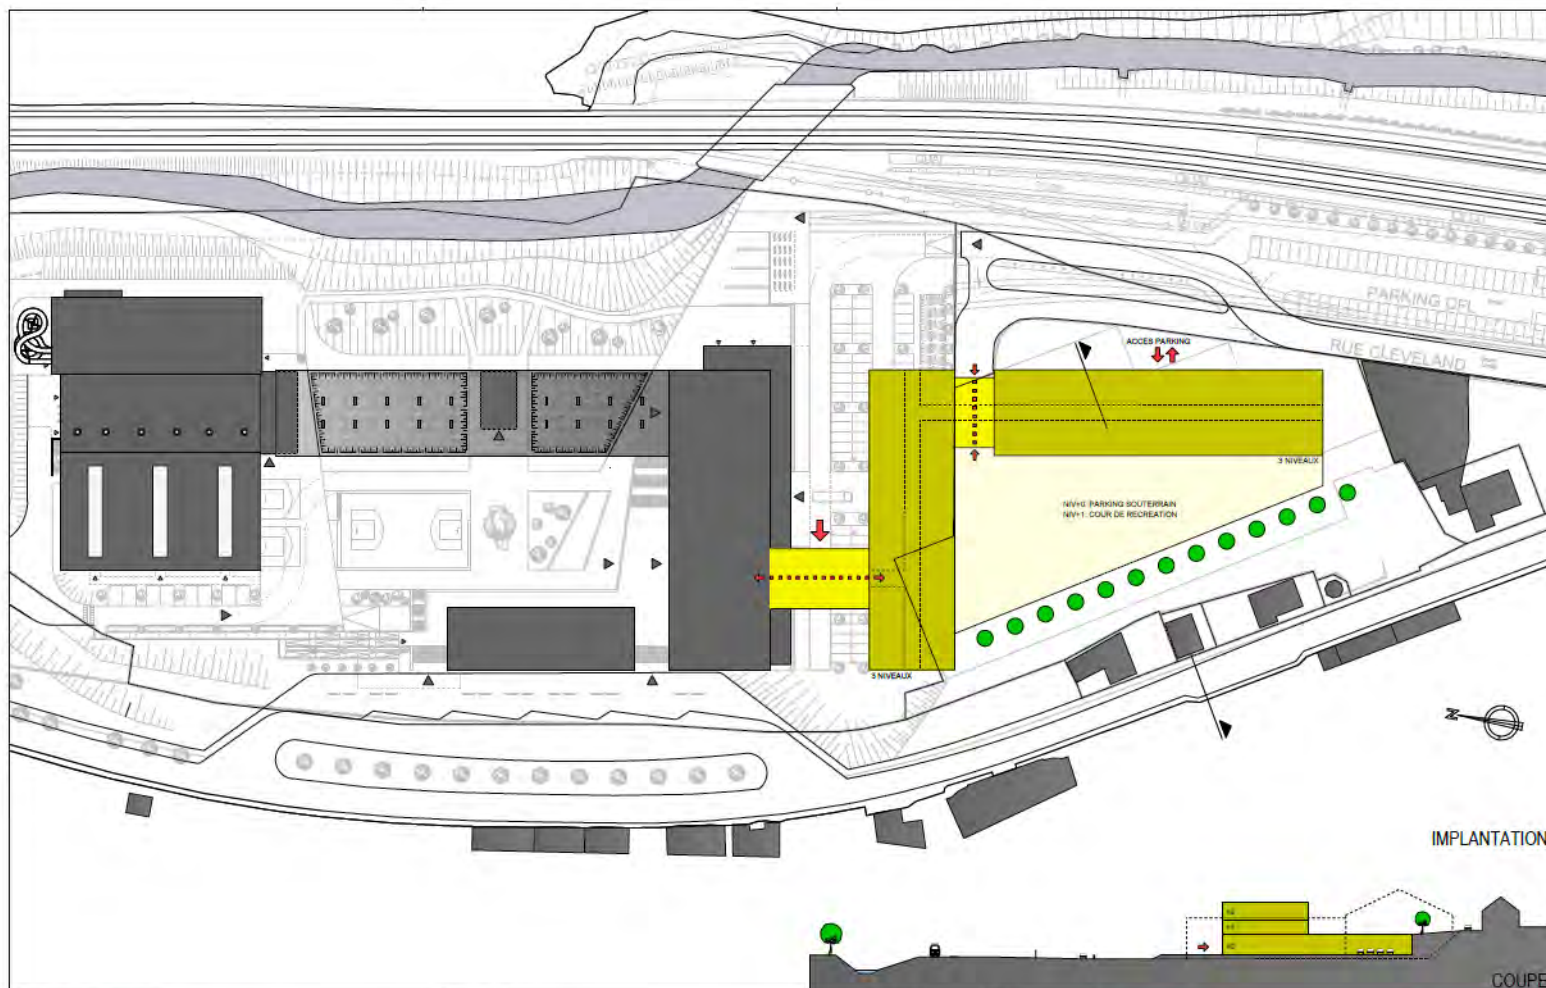 QUAI
PARKING CFL
RUE CLEVELAND
ACCES PARKING
3 NIVEAUX
NIV+0: PARKING SOUTERRAIN
NIV+1: COUR DE RECREATION
3 NIVEAUX
N
IMPLANTATION
COUPE